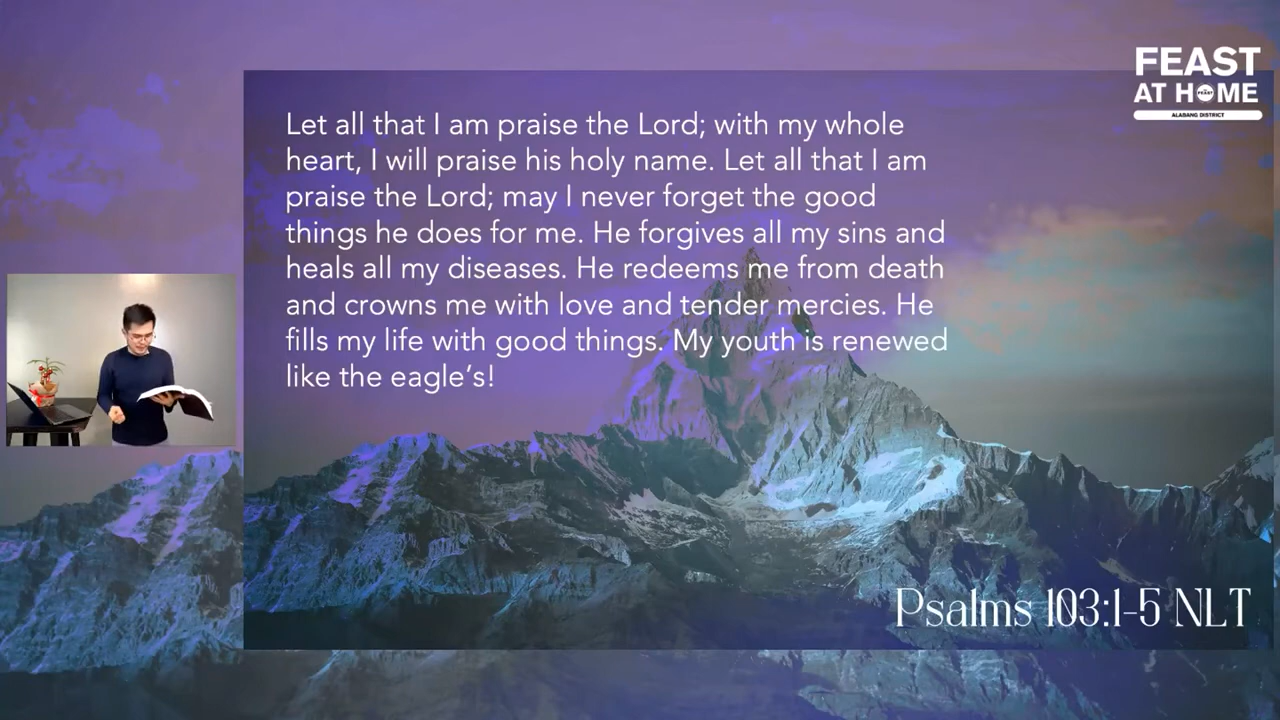 FEAST
AT HOME
ALABANG DISTRICT
Let all that I am praise the Lord; with my whole
heart, I will praise his holy name. Let all that I am
praise the Lord; may I never forget the good
things he does for me. He forgives all my sins and
heals all my diseases. He redeems me from death
and crowns me with love and tender mercies. He
fills my life with good things. My youth is renewed
like the eagle’s!
Psalms 103:1-5 NLT